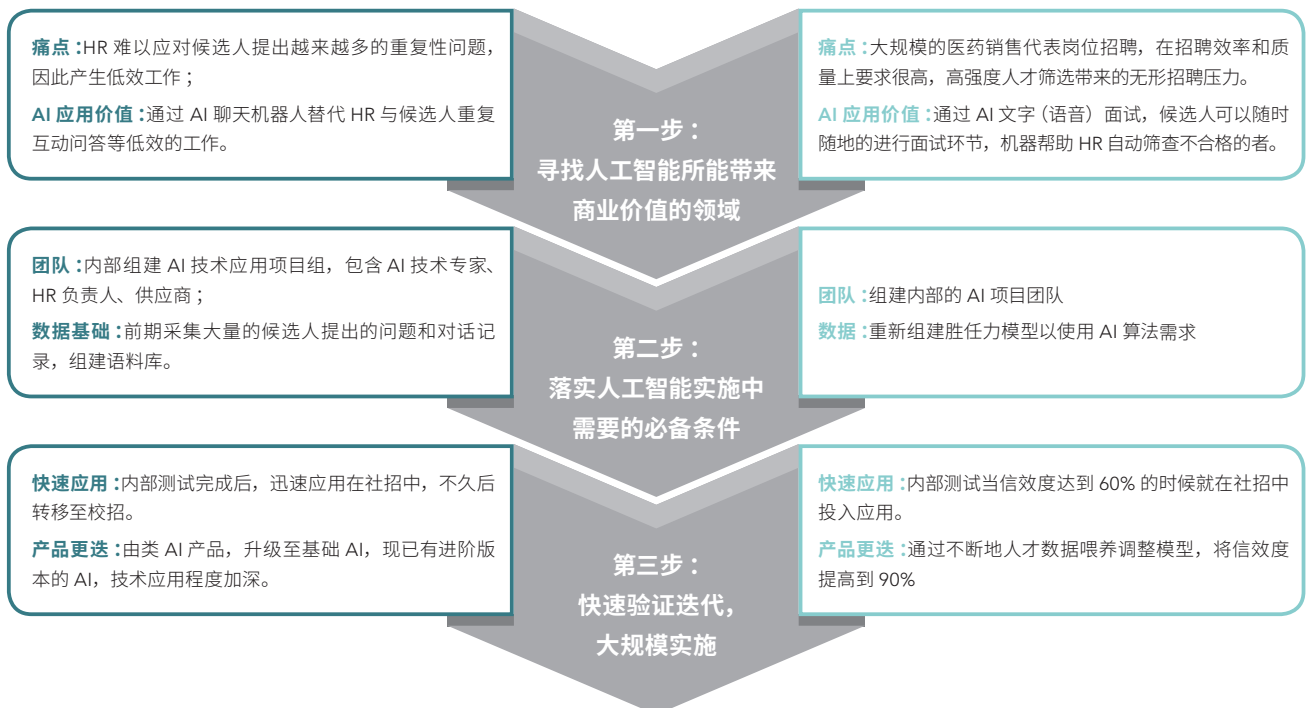 痛点：HR 难以应对候选人提出越来越多的重复性问题，
因此产生低效工作；
AI 应用价值：通过 AI 聊天机器人替代 HR 与候选人重复
互动问答等低效的工作。
第一步：
寻找人工智能所能带来
商业价值的领域
痛点：大规模的医药销售代表岗位招聘，在招聘效率和质
量上要求很高，高强度人才筛选带来的无形招聘压力。
AI 应用价值：通过 AI 文字（语音）面试，候选人可以随时
随地的进行面试环节，机器帮助 HR 自动筛查不合格的者。
团队：内部组建 AI 技术应用项目组，包含 AI 技术专家、
HR 负责人、供应商；
数据基础：前期采集大量的候选人提出的问题和对话记
录，组建语料库。
第二步：
落实人工智能实施中
需要的必备条件
团队：组建内部的 AI 项目团队
数据：重新组建胜任力模型以使用 AI 算法需求
快速应用：内部测试完成后，迅速应用在社招中，不久后
转移至校招。
产品更迭：由类 AI 产品，升级至基础 AI，现已有进阶版
本的 AI，技术应用程度加深。
第三步：
快速验证迭代，
大规模实施
快速应用：内部测试当信效度达到 60% 的时候就在社招中
投入应用。
产品更迭：通过不断地人才数据喂养调整模型，将信效度
提高到 90%